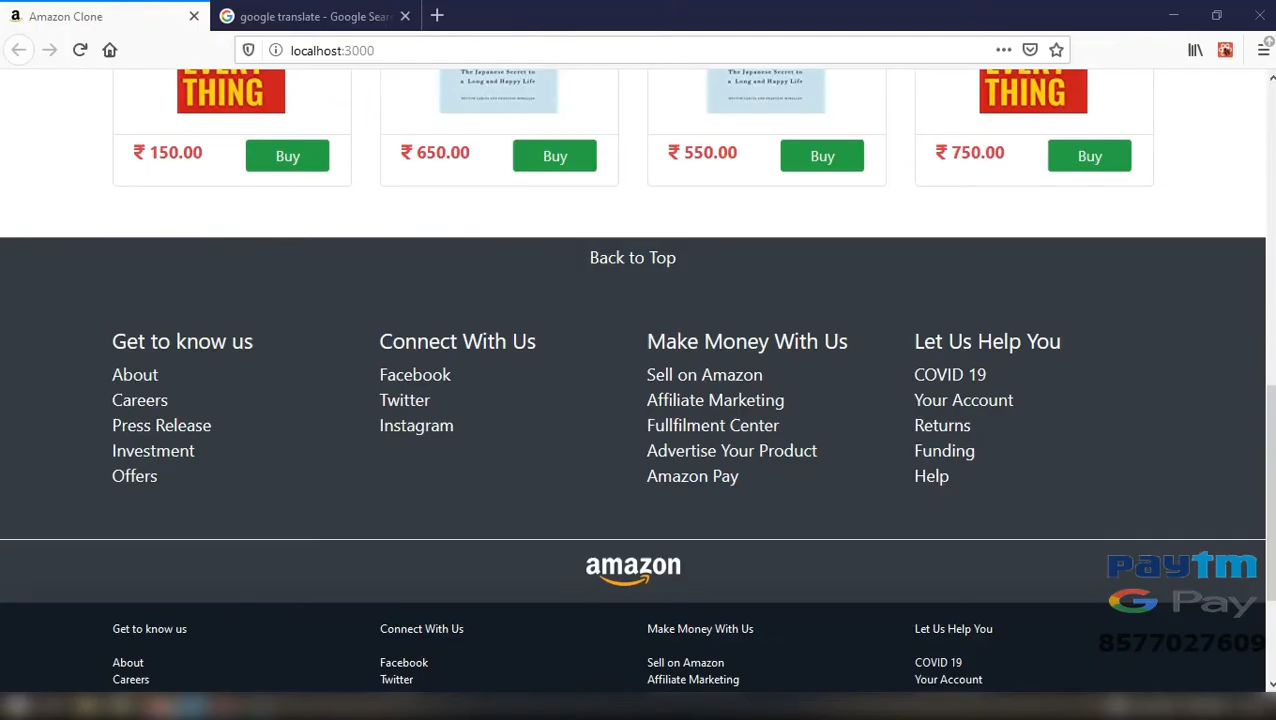 Amazon Clone
google translate - Google Sear
localhost:3000
EVERY
THING
The Japanese Secret to
a Long and Happy Life
The Japanese Secret to
a Long and Happy Life
EVERY
THING
₹ 150.00 Buy
₹ 650.00 Buy
₹ 550.00 Buy
₹ 750.00 Buy
Back to Top
Get to know us
About
Careers
Press Release
Investment
Offers
Connect With Us
Facebook
Twitter
Instagram
Make Money With Us
Sell on Amazon
Affiliate Marketing
Fullfilment Center
Advertise Your Product
Amazon Pay
Let Us Help You
COVID 19
Your Account
Returns
Funding
Help
amazon
paytm
G Pay
8577027609
Get to know us
About
Careers
Connect With Us
Facebook
Twitter
Make Money With Us
Sell on Amazon
Affiliate Marketing
Let Us Help You
COVID 19
Your Account